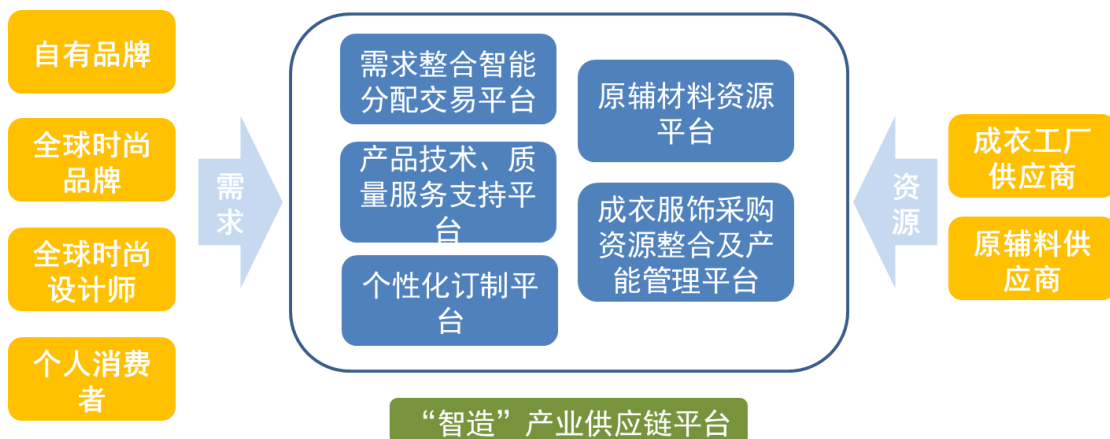 自有品牌
全球时尚
品牌
全球时尚
设计师
个人消费
者
需
求
需求整合智能
分配交易平台
产品技术、质
量服务支持平
台
个性化订制平
台
原辅材料资源
平台
成衣服饰采购
资源整合及产
能管理平台
资
源
成衣工厂
供应商
原辅料供
应商
“智造”产业供应链平台